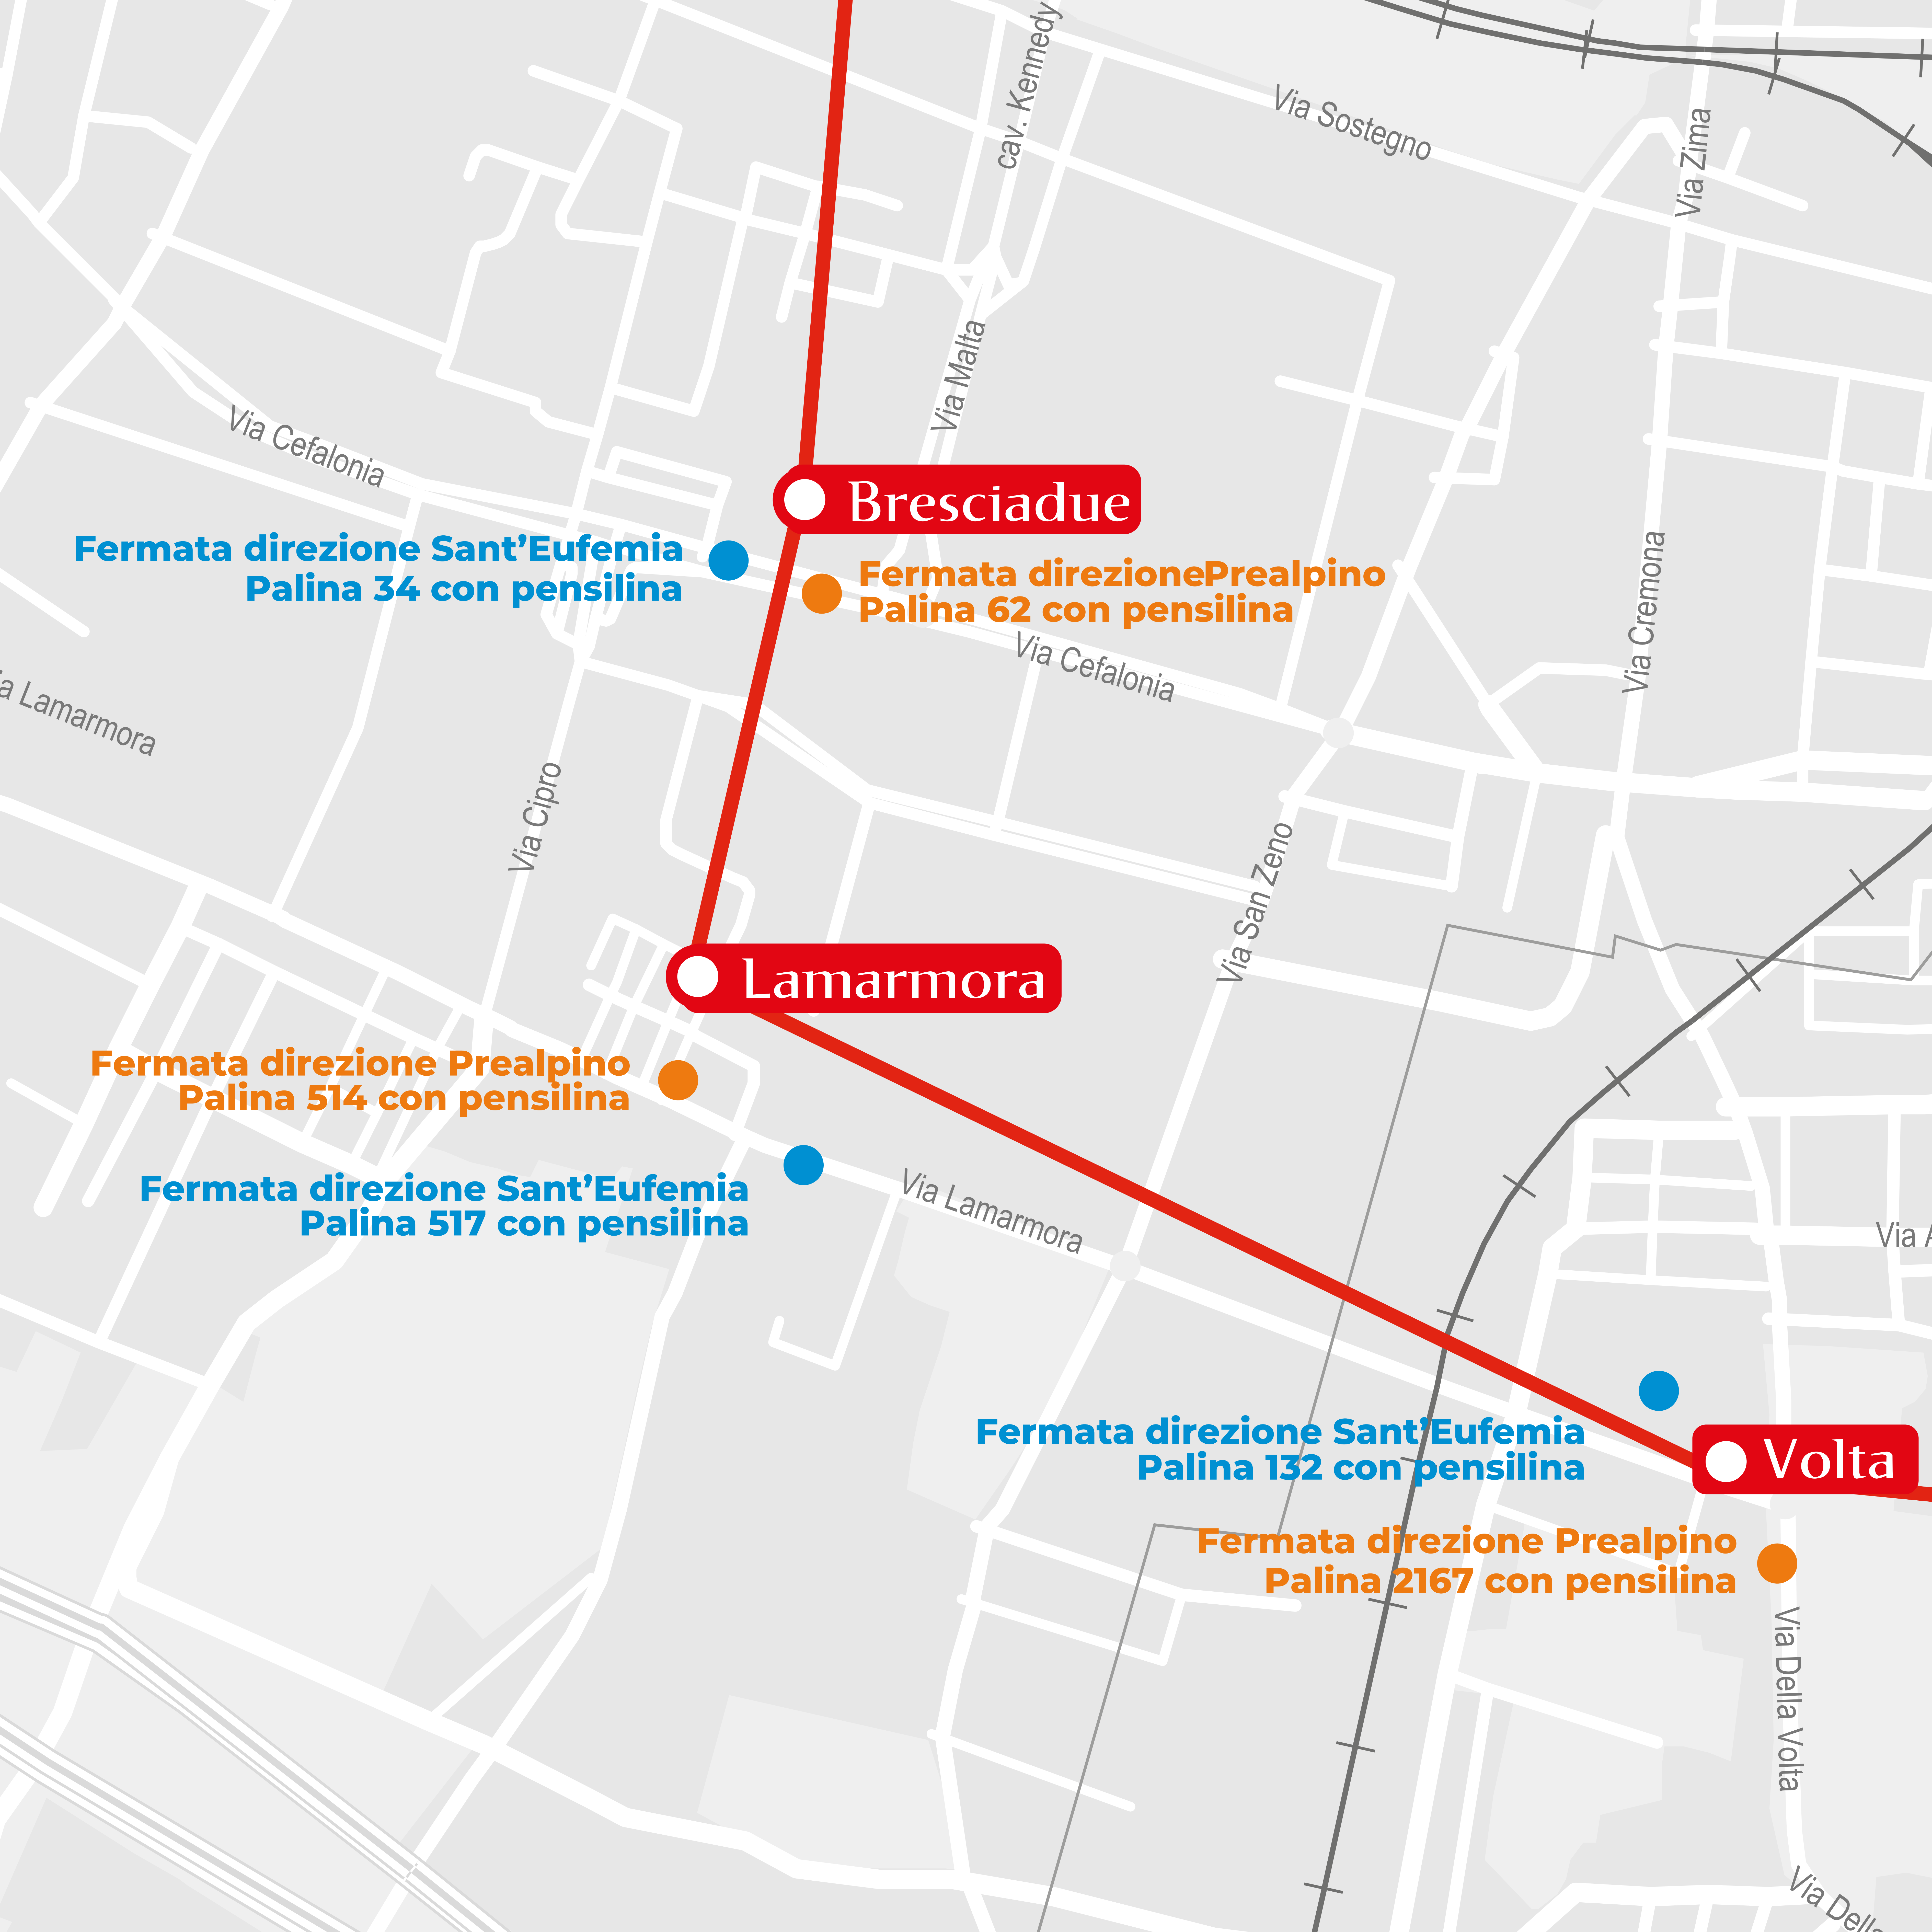 cav. Kennedy
Via Sostegno
Via Zima
Via Malta
Via Cefalonia
Bresciadue
Fermata direzione Sant’Eufemia
Palina 34 con pensilina
Fermata direzionePrealpino
Palina 62 con pensilina
Via Cremona
Via Cefalonia
Lamarmora
Via Cipro
Via San Zeno
Lamarmora
Fermata direzione Prealpino
Palina 514 con pensilina
Fermata direzione Sant’Eufemia
Palina 517 con pensilina
Via Lamarmora
Via
Fermata direzione Sant’Eufemia
Palina 132 con pensilina
Volta
Fermata direzione Prealpino
Palina 2167 con pensilina
Via Della Volta
Via Della